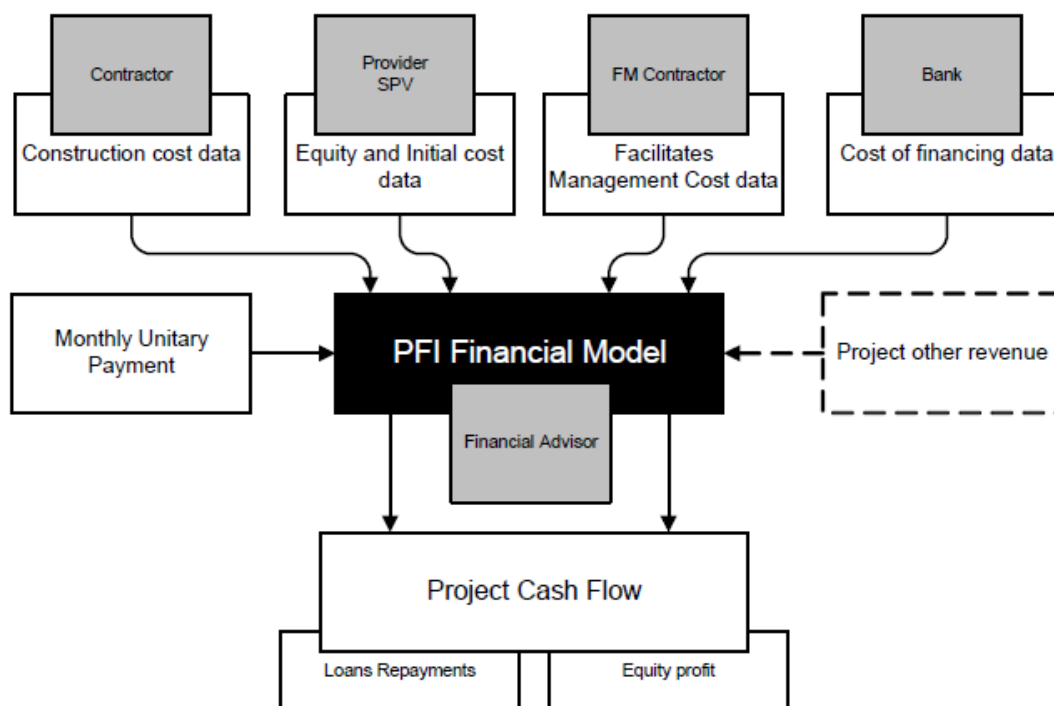 Contractor
Provider
SPV
FM Contractor
Bank
Construction cost data
Equity and Initial cost
data
Facilitates
Management Cost data
Cost of financing data
Monthly Unitary
Payment
PFI Financial Model
Project other revenue
Financial Advisor
Project Cash Flow
Loans Repayments
Equity profit